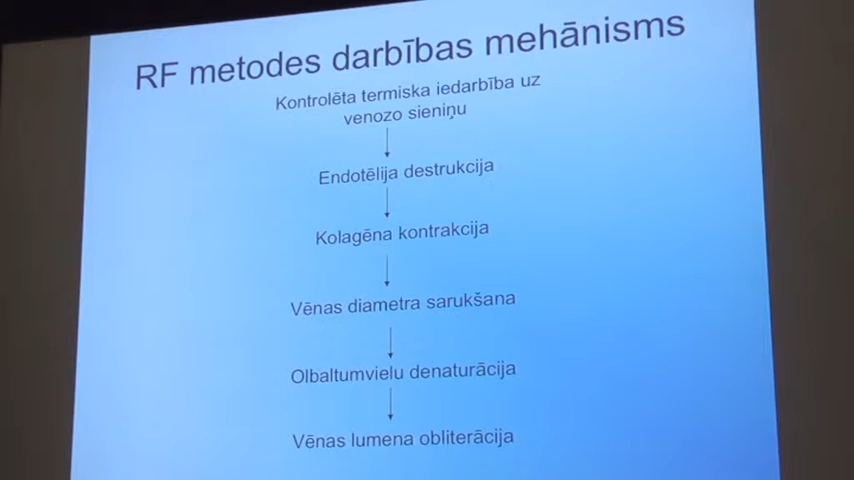 RF metodes darbības mehānisms
Kontrolēta termiska iedarbība uz
venozo sieniņu
Endotēlija destrukcija
Kolagēna kontrakcija
Vēnas diametra sarukšana
Olbaltumvielu denaturācija
Vēnas lumena obliterācija